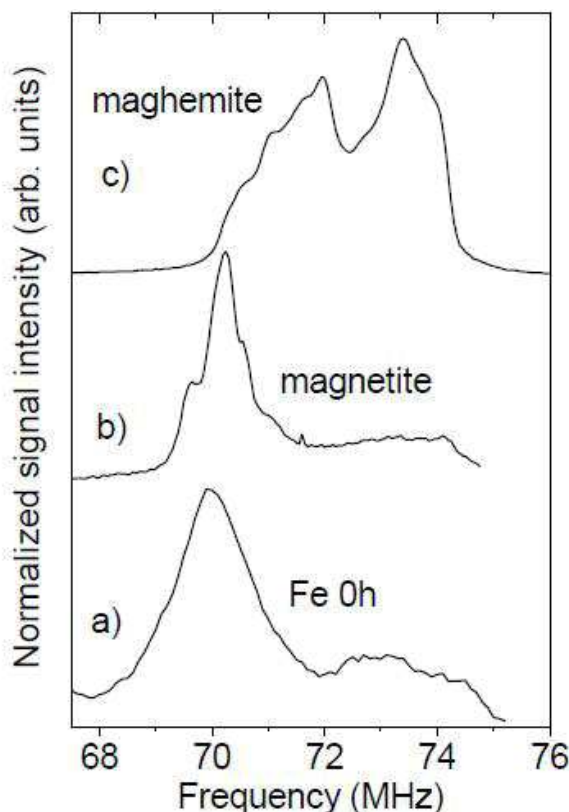 Normalized signal intensity (arb. units)
maghemite
c)
magnetite
b)
Fe 0h
a)
68 70 72 74 76
Frequency (MHz)